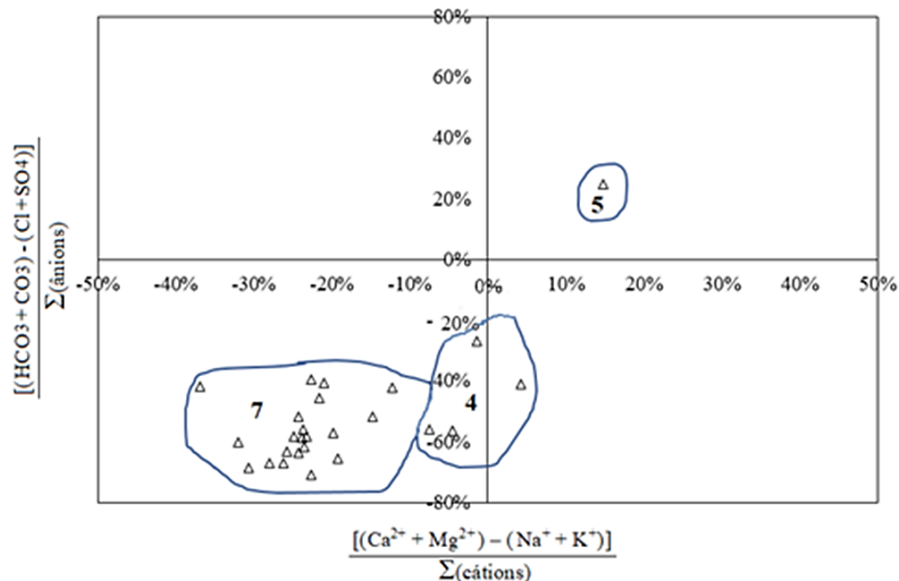 80%
60%
40%
20%
5
0%
-50% -40% -30% -20% -10% 0% 10% 20% 30% 40% 50%
- 20%
-40%
7 4
-60%
-80%
[(HCO3 + CO3) - (Cl + SO4)]
Σ(ânions)
[(Ca²⁺ + Mg²⁺) – (Na⁺ + K⁺)]
Σ(cátions)